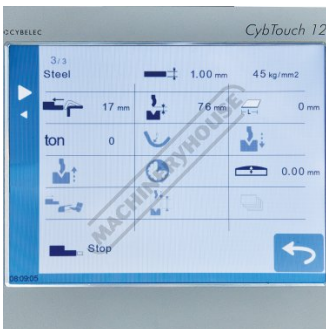 CYBELEC CybTouch 12
3/3
Steel 1.00 mm 45 kg/mm2
17 mm 76 mm 0 mm
ton 0
0.00 mm
MACHINERYHOUSE
Stop
08:09:05